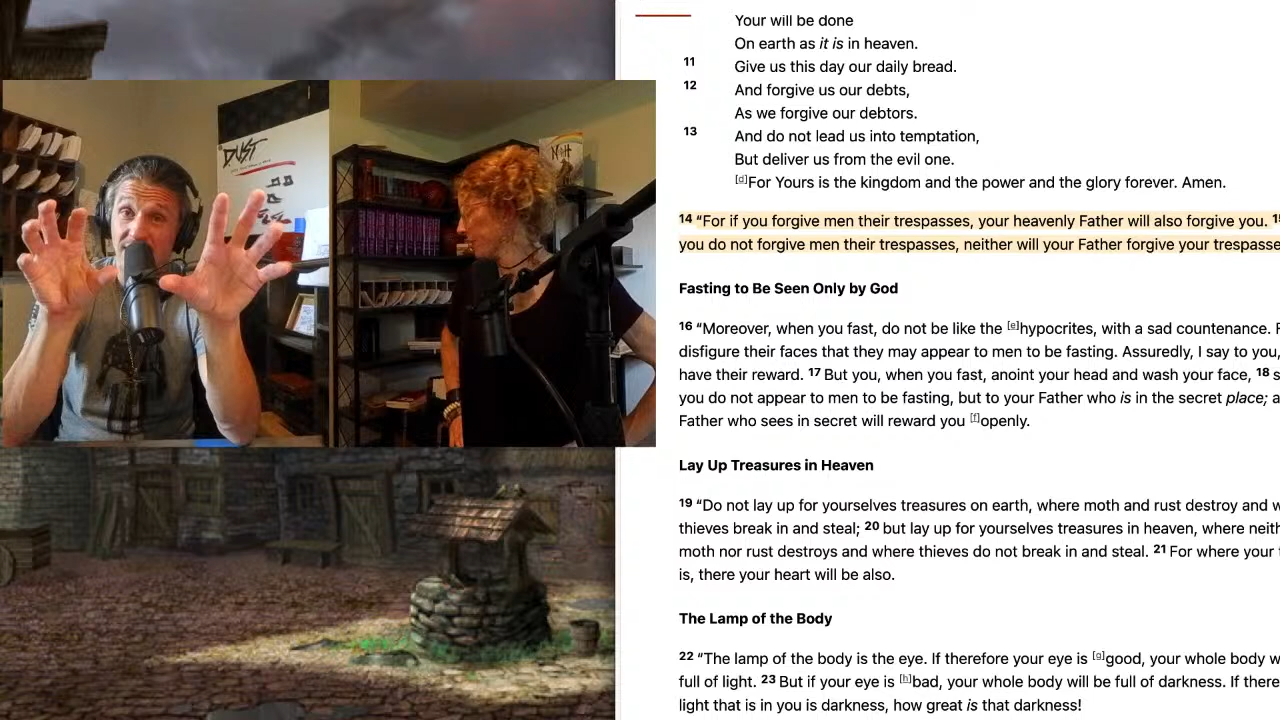 Your will be done
On earth as it is in heaven.
11 Give us this day our daily bread.
12 And forgive us our debts,
As we forgive our debtors.
13 And do not lead us into temptation,
But deliver us from the evil one.
[d]For Yours is the kingdom and the power and the glory forever. Amen.
14 “For if you forgive men their trespasses, your heavenly Father will also forgive you.
you do not forgive men their trespasses, neither will your Father forgive your
Fasting to Be Seen Only by God
16 “Moreover, when you fast, do not be like the [e]hypocrites, with a sad countenance.
disfigure their faces that they may appear to men to be fasting. Assuredly, I say to you,
have their reward. 17 But you, when you fast, anoint your head and wash your face, 18
you do not appear to men to be fasting, but to your Father who is in the secret place;
Father who sees in secret will reward you [f]openly.
Lay Up Treasures in Heaven
19 “Do not lay up for yourselves treasures on earth, where moth and rust destroy and
thieves break in and steal; 20 but lay up for yourselves treasures in heaven, where
moth nor rust destroys and where thieves do not break in and steal. 21 For where your
is, there your heart will be also.
The Lamp of the Body
22 “The lamp of the body is the eye. If therefore your eye is [g]good, your whole body
full of light. 23 But if your eye is [h]bad, your whole body will be full of darkness. If
light that is in you is darkness, how great is that darkness!
DUST